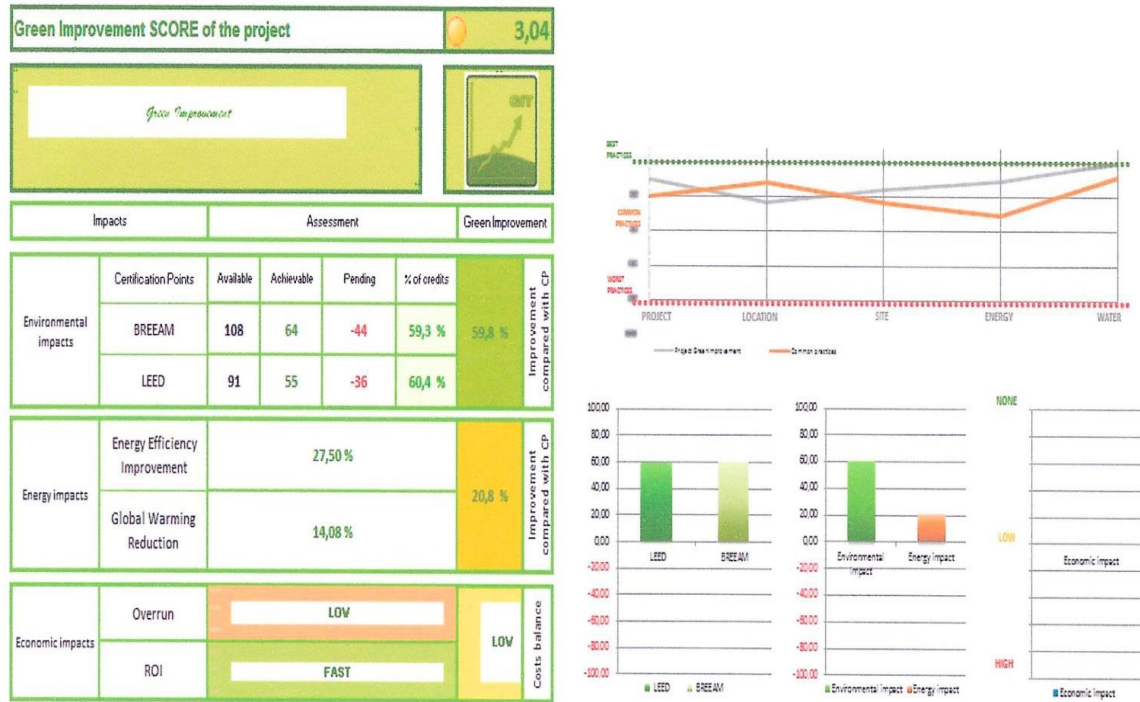 Green Improvement SCORE of the project 3,04
Green Improvement
GIT
Impacts Assessment Green Improvement
Environmental impacts
Certification Points Available Achievable Pending % of credits
BREEAM 108 64 -44 59,3 %
LEED 91 55 -36 60,4 %
59,8 %
Improvement compared with CP
Energy impacts
Energy Efficiency Improvement 27,50 %
Global Warming Reduction 14,08 %
20,8 %
Improvement compared with CP
Economic impacts
Overrun LOW
ROI FAST
LOW
Costs balance
BEST PRACTICES
COMMON PRACTICES
WORST PRACTICES
PROJECT LOCATION SITE ENERGY WATER
Project Green Improvement Common practices
100,00
80,00
60,00
40,00
20,00
0,00
-20,00
-40,00
-60,00
-80,00
-100,00
LEED BREEAM
LEED BREEAM
100,00
80,00
60,00
40,00
20,00
0,00
-20,00
-40,00
-60,00
-80,00
-100,00
Environmental impact Energy impact
Environmental impact Energy impact
NONE
LOW
HIGH
Economic impact
Economic impact